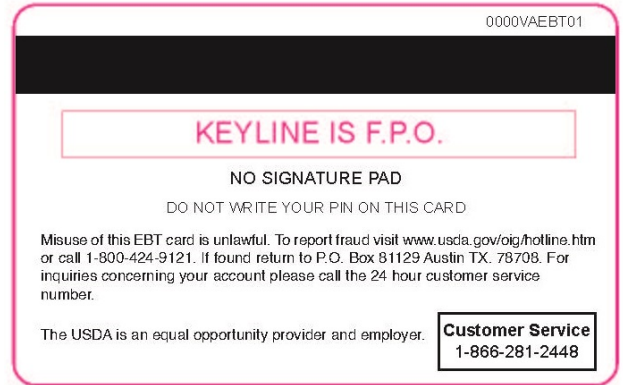 0000VAEBT01
KEYLINE IS F.P.O.
NO SIGNATURE PAD
DO NOT WRITE YOUR PIN ON THIS CARD
Misuse of this EBT card is unlawful. To report fraud visit www.usda.gov/oig/hotline.htm
or call 1-800-424-9121. If found return to P.O. Box 81129 Austin TX. 78708. For
inquiries concerning your account please call the 24 hour customer service
number.
The USDA is an equal opportunity provider and employer.
Customer Service
1-866-281-2448